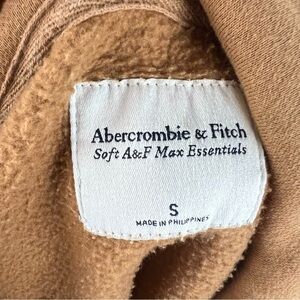 Abercrombie & Fitch
Soft A&F Max Essentials
S
MADE IN PHILIPPINES